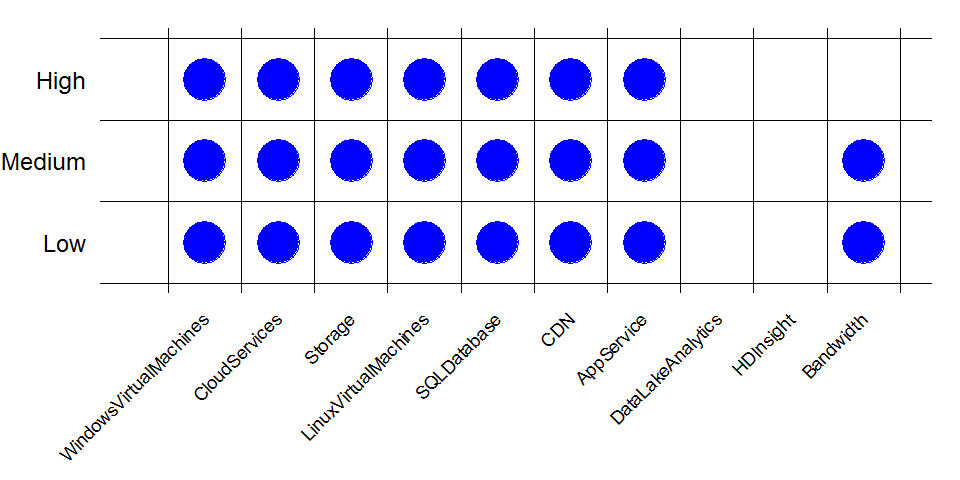 High
Medium
Low
WindowsVirtualMachines
CloudServices
Storage
LinuxVirtualMachines
SQLDatabase
CDN
AppService
DataLakeAnalytics
HDInsight
Bandwidth